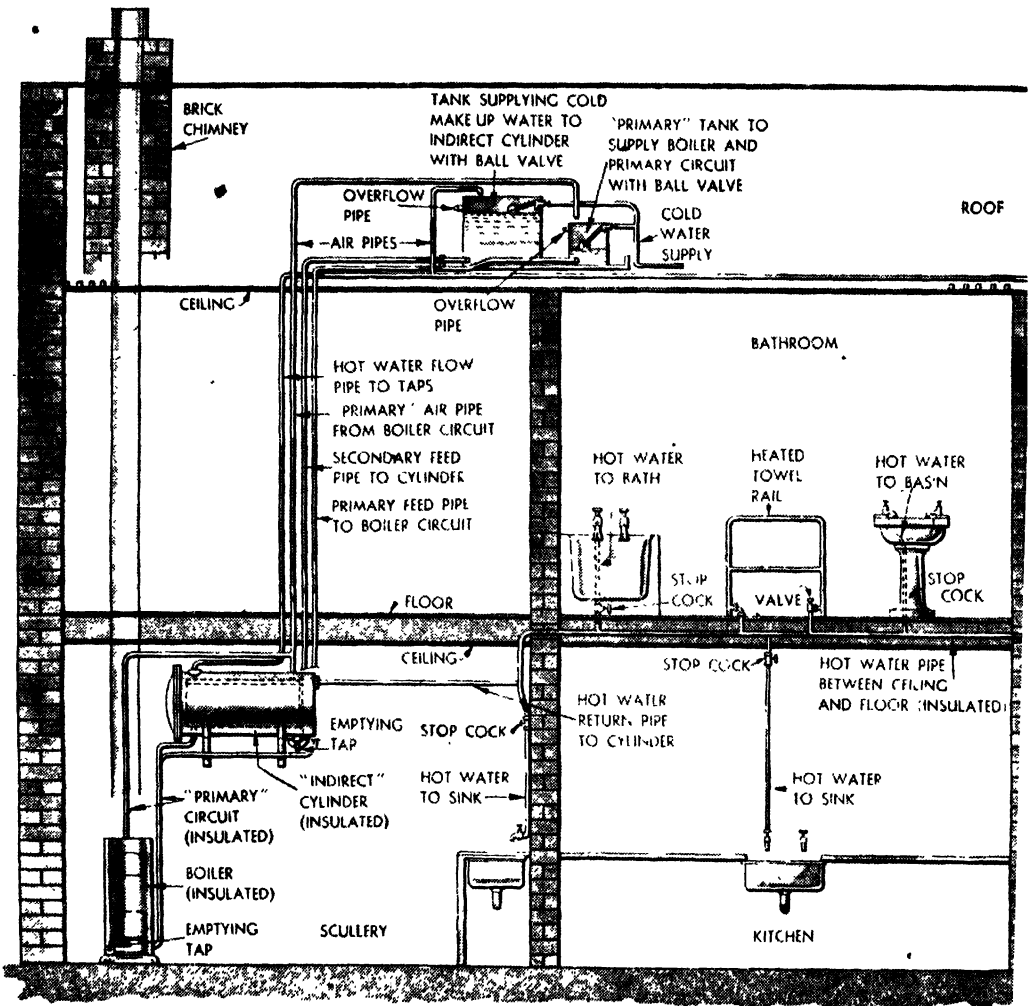 BRICK
CHIMNEY
TANK SUPPLYING COLD
MAKE UP WATER TO
INDIRECT CYLINDER
WITH BALL VALVE
"PRIMARY" TANK TO
SUPPLY BOILER AND
PRIMARY CIRCUIT
WITH BALL VALVE
OVERFLOW
PIPE
COLD
WATER
SUPPLY
ROOF
AIR PIPES
CEILING
OVERFLOW
PIPE
BATHROOM
HOT WATER FLOW
PIPE TO TAPS
"PRIMARY" AIR PIPE
FROM BOILER CIRCUIT
SECONDARY FEED
PIPE TO CYLINDER
PRIMARY FEED PIPE
TO BOILER CIRCUIT
HOT WATER
TO BATH
HEATED
TOWEL
RAIL
HOT WATER
TO BASIN
STOP
COCK
VALVE
STOP
COCK
FLOOR
CEILING
STOP COCK
HOT WATER PIPE
BETWEEN CEILING
AND FLOOR (INSULATED)
HOT WATER
RETURN PIPE
TO CYLINDER
EMPTYING
TAP
STOP COCK
"PRIMARY"
CIRCUIT
(INSULATED)
"INDIRECT"
CYLINDER
(INSULATED)
HOT WATER
TO SINK
HOT WATER
TO SINK
BOILER
(INSULATED)
EMPTYING
TAP
SCULLERY
KITCHEN